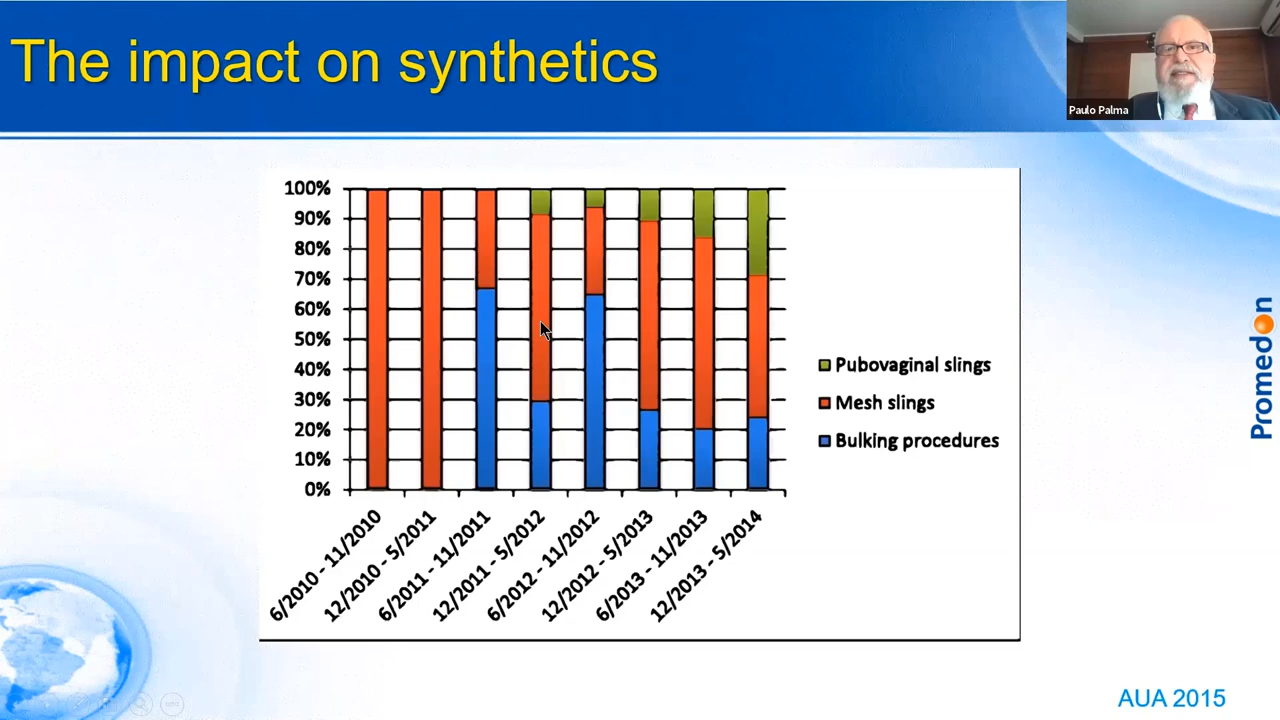 The impact on synthetics
Paulo Palma
100%
90%
80%
70%
60%
50%
40%
30%
20%
10%
0%
6/2010 - 11/2010
12/2010 - 5/2011
6/2011 - 11/2011
12/2011 - 5/2012
6/2012 - 11/2012
12/2012 - 5/2013
6/2013 - 11/2013
12/2013 - 5/2014
Pubovaginal slings
Mesh slings
Bulking procedures
Promedon
AUA 2015